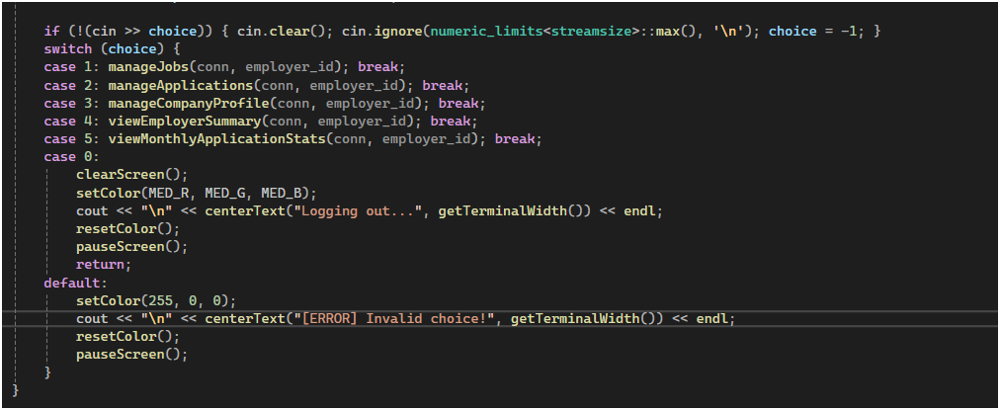 if (!(cin >> choice)) { cin.clear(); cin.ignore(numeric_limits<streamsize>::max(), '\n'); choice = -1; }
switch (choice) {
case 1: manageJobs(conn, employer_id); break;
case 2: manageApplications(conn, employer_id); break;
case 3: manageCompanyProfile(conn, employer_id); break;
case 4: viewEmployerSummary(conn, employer_id); break;
case 5: viewMonthlyApplicationStats(conn, employer_id); break;
case 0:
clearScreen();
setColor(MED_R, MED_G, MED_B);
cout << "\n" << centerText("Logging out...", getTerminalWidth()) << endl;
resetColor();
pauseScreen();
return;
default:
setColor(255, 0, 0);
cout << "\n" << centerText("[ERROR] Invalid choice!", getTerminalWidth()) << endl;
resetColor();
pauseScreen();
}
}